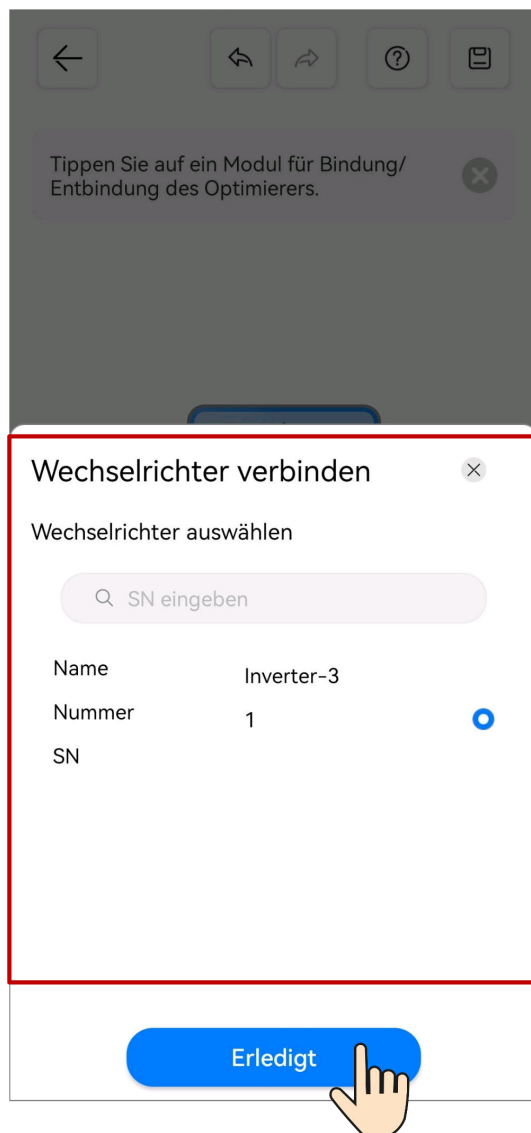 Tippen Sie auf ein Modul für Bindung/
Entbindung des Optimierers.
Wechselrichter verbinden
Wechselrichter auswählen
SN eingeben
Name Inverter-3
Nummer 1
SN
Erledigt